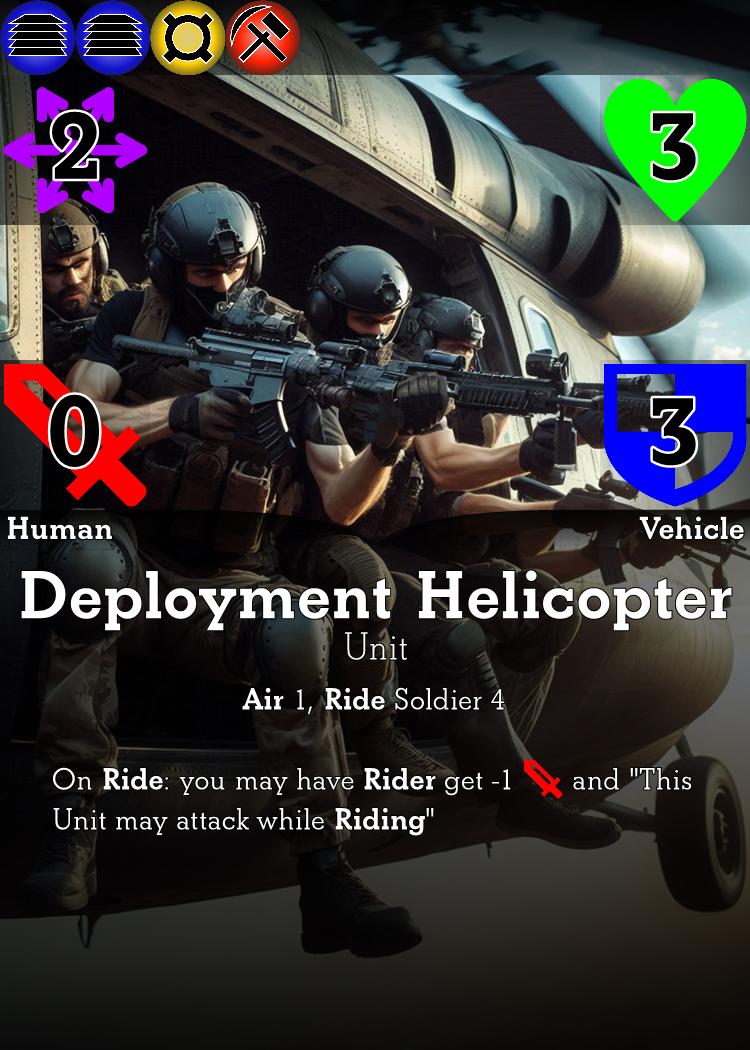 2 3
0 3
Human Vehicle
Deployment Helicopter
Unit
Air 1, Ride Soldier 4
On Ride: you may have Rider get -1 and "This
Unit may attack while Riding"